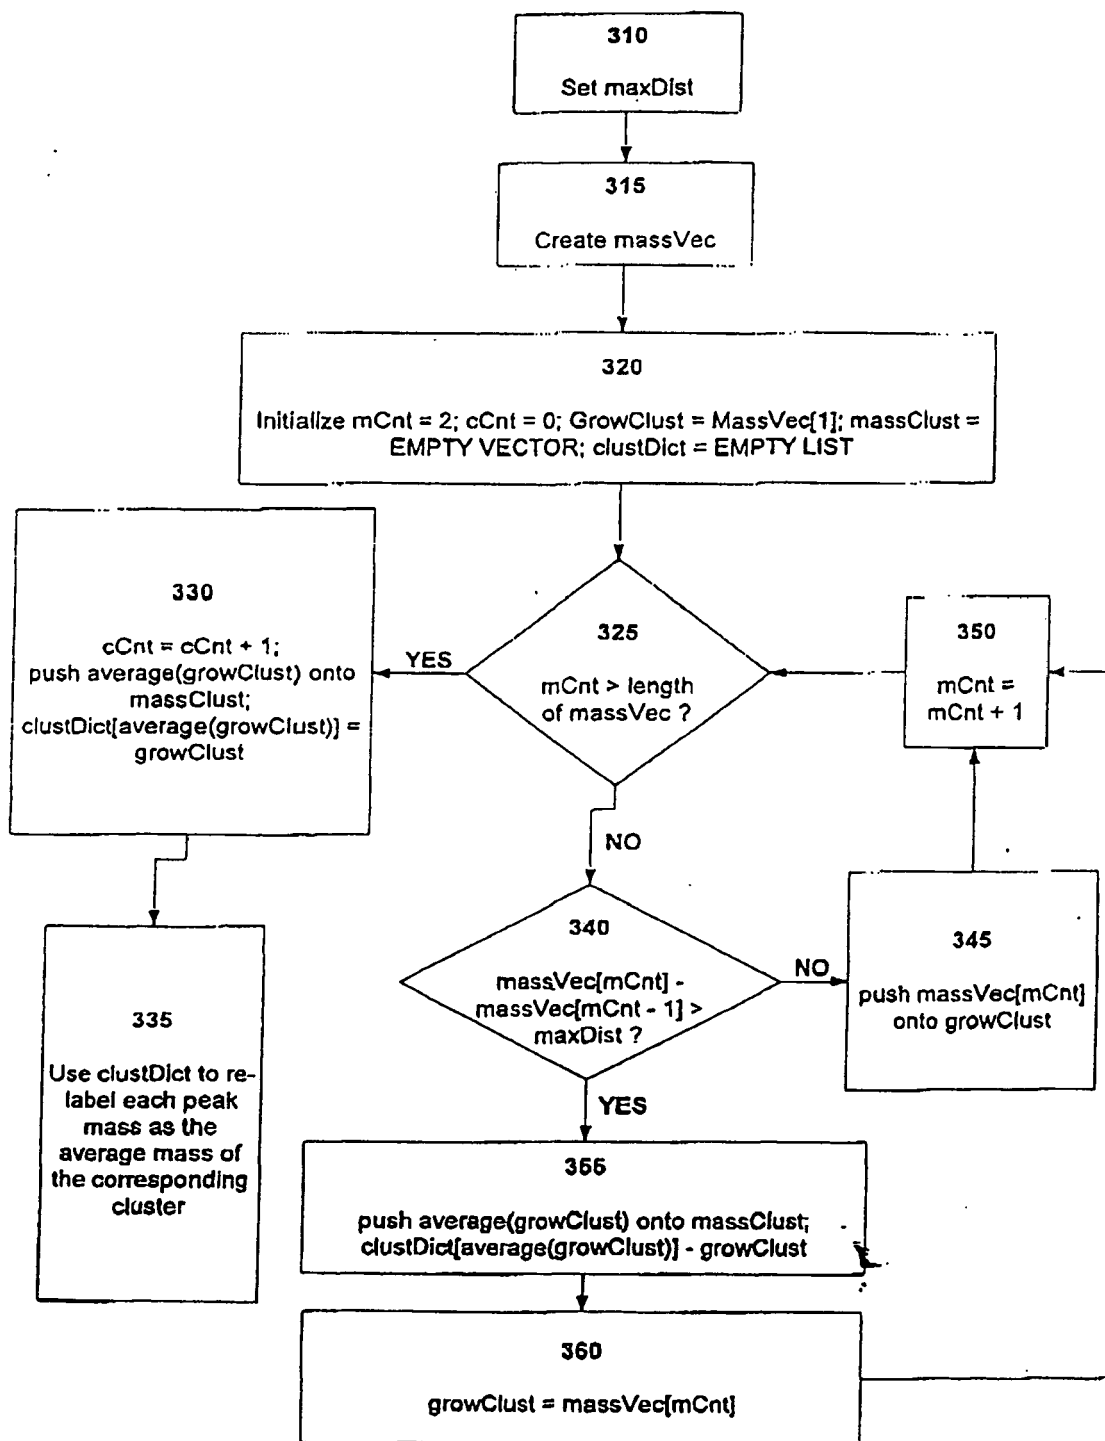 310
Set maxDist
315
Create massVec
320
Initialize mCnt = 2; cCnt = 0; GrowClust = MassVec[1]; massClust =
EMPTY VECTOR; clustDict = EMPTY LIST
330
cCnt = cCnt + 1;
push average(growClust) onto
massClust;
clustDict[average(growClust)] =
growClust
YES
325
mCnt > length
of massVec ?
350
mCnt =
mCnt + 1
NO
340
massVec[mCnt] -
massVec[mCnt - 1] >
maxDist ?
NO
345
push massVec[mCnt]
onto growClust
335
Use clustDict to re-
label each peak
mass as the
average mass of
the corresponding
cluster
YES
355
push average(growClust) onto massClust;
clustDict[average(growClust)] - growClust
360
growClust = massVec[mCnt]